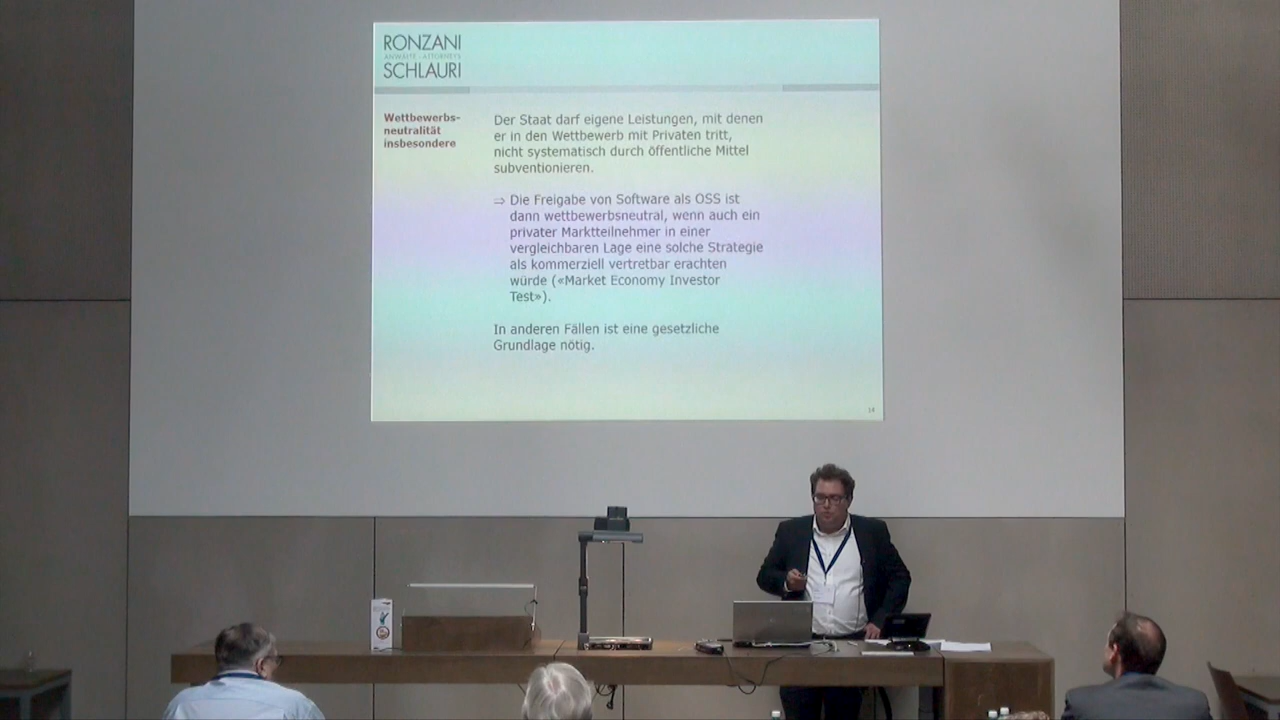 RONZANI
ANWÄLTE · ATTORNEYS
SCHLAURI
Wettbewerbs-
neutralität
insbesondere
Der Staat darf eigene Leistungen, mit denen
er in den Wettbewerb mit Privaten tritt,
nicht systematisch durch öffentliche Mittel
subventionieren.
⇒ Die Freigabe von Software als OSS ist
dann wettbewerbsneutral, wenn auch ein
privater Marktteilnehmer in einer
vergleichbaren Lage eine solche Strategie
als kommerziell vertretbar erachten
würde («Market Economy Investor
Test»).
In anderen Fällen ist eine gesetzliche
Grundlage nötig.
14